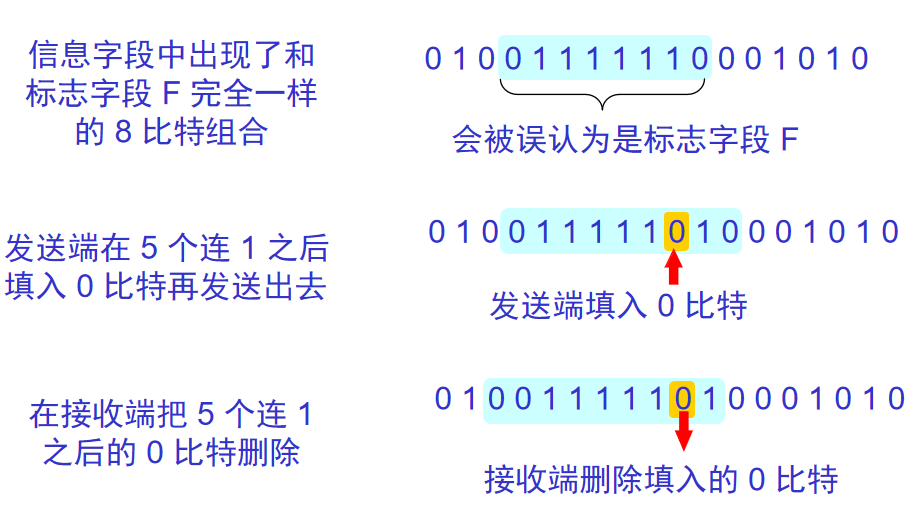 信息字段中出现了和
标志字段 F 完全一样
的 8 比特组合
0 1 0 0 1 1 1 1 1 1 0 0 0 1 0 1 0
会被误认为是标志字段 F
发送端在 5 个连 1 之后
填入 0 比特再发送出去
0 1 0 0 1 1 1 1 1 0 1 0 0 0 1 0 1 0
发送端填入 0 比特
在接收端把 5 个连 1
之后的 0 比特删除
0 1 0 0 1 1 1 1 1 0 1 0 0 0 1 0 1 0
接收端删除填入的 0 比特